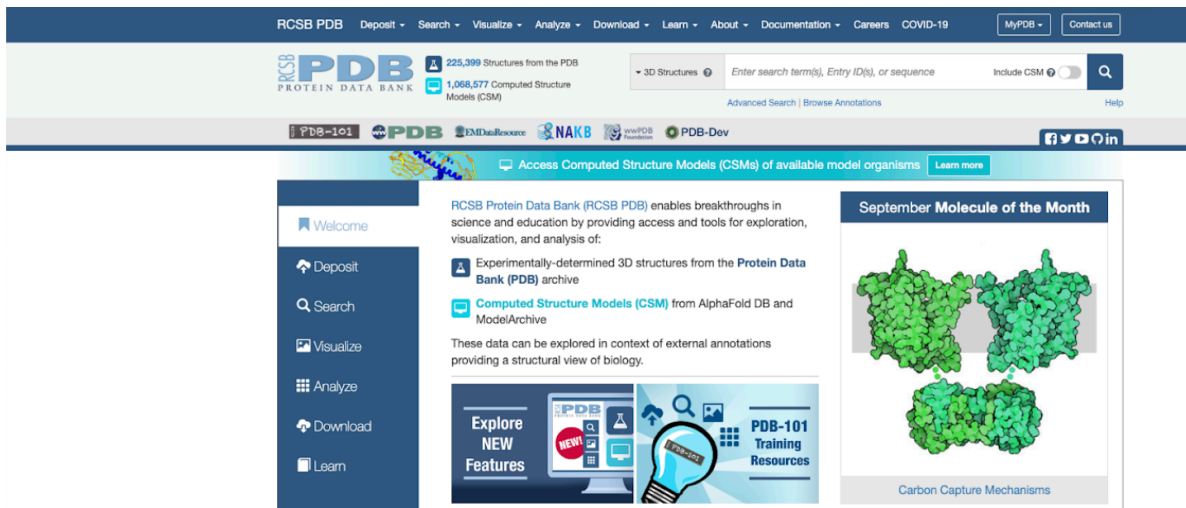 RCSB PDB Deposit Search Visualize Analyze Download Learn About Documentation Careers COVID-19 MyPDB Contact us
RCSB
PDB
PROTEIN DATA BANK
225,399 Structures from the PDB
1,068,577 Computed Structure
Models (CSM)
3D Structures
Enter search term(s), Entry ID(s), or sequence
Include CSM
Advanced Search | Browse Annotations
Help
PDB-101
PDB
EMDataResource
NAKB
wwPDB
Foundation
PDB-Dev
Access Computed Structure Models (CSMs) of available model organisms Learn more
Welcome
Deposit
Search
Visualize
Analyze
Download
Learn
RCSB Protein Data Bank (RCSB PDB) enables breakthroughs in
science and education by providing access and tools for exploration,
visualization, and analysis of:
Experimentally-determined 3D structures from the Protein Data
Bank (PDB) archive
Computed Structure Models (CSM) from AlphaFold DB and
ModelArchive
These data can be explored in context of external annotations
providing a structural view of biology.
Explore
NEW
Features
PDB
NEW!
PDB-101
PDB-101
Training
Resources
September Molecule of the Month
Carbon Capture Mechanisms